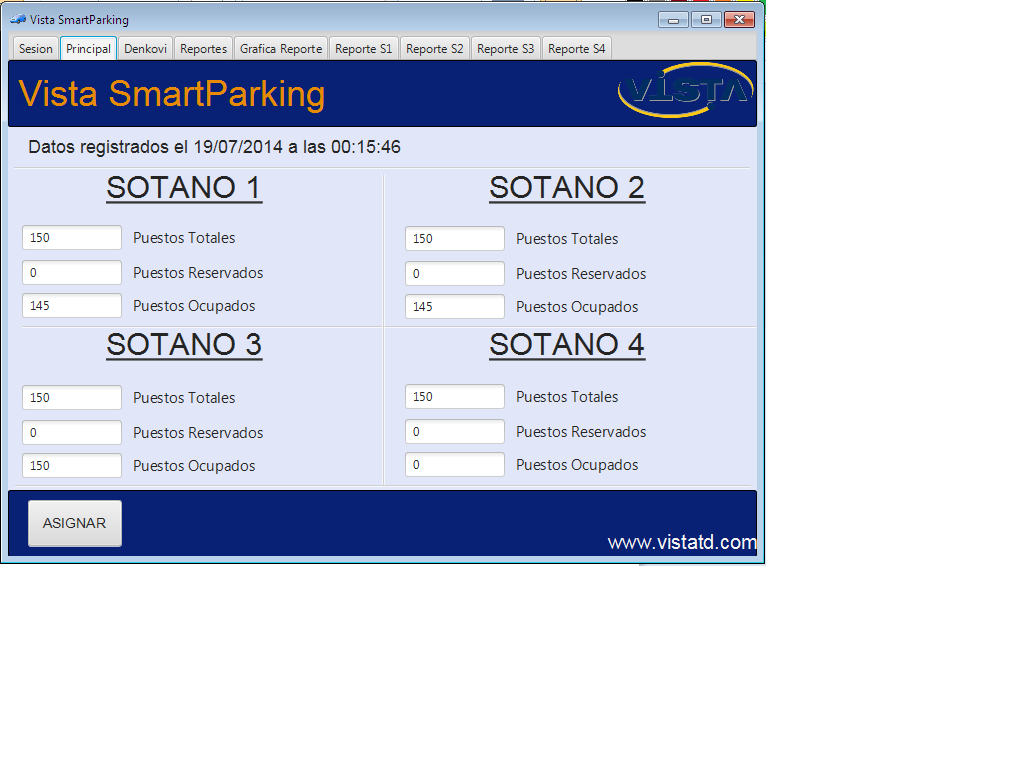 Vista SmartParking
Sesion Principal Denkovi Reportes Grafica Reporte Reporte S1 Reporte S2 Reporte S3 Reporte S4
Vista SmartParking VISTA
Datos registrados el 19/07/2014 a las 00:15:46
SOTANO 1
150 Puestos Totales
0 Puestos Reservados
145 Puestos Ocupados
SOTANO 2
150 Puestos Totales
0 Puestos Reservados
145 Puestos Ocupados
SOTANO 3
150 Puestos Totales
0 Puestos Reservados
150 Puestos Ocupados
SOTANO 4
150 Puestos Totales
0 Puestos Reservados
0 Puestos Ocupados
ASIGNAR
www.vistatd.com